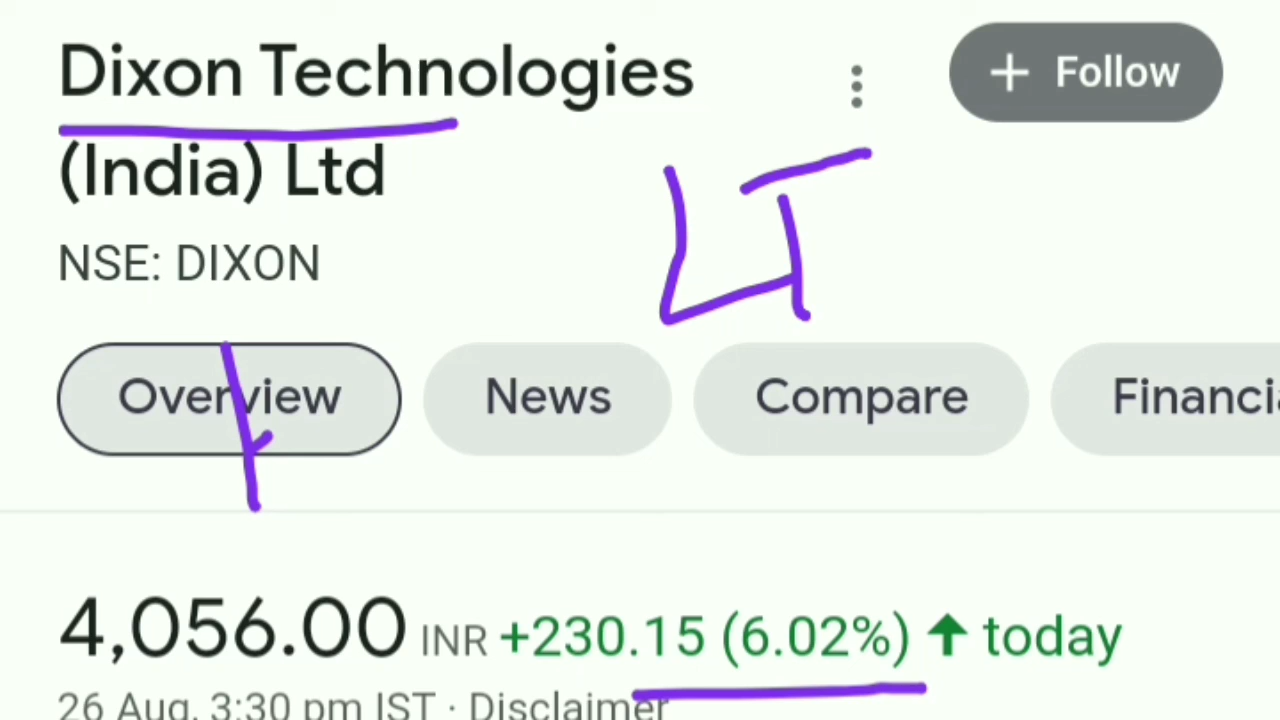 Dixon Technologies
+ Follow
(India) Ltd
LT
NSE: DIXON
Overview
News
Compare
4,056.00 INR +230.15 (6.02%) ↑ today
26 Aug, 3:30 pm IST · Disclaimer